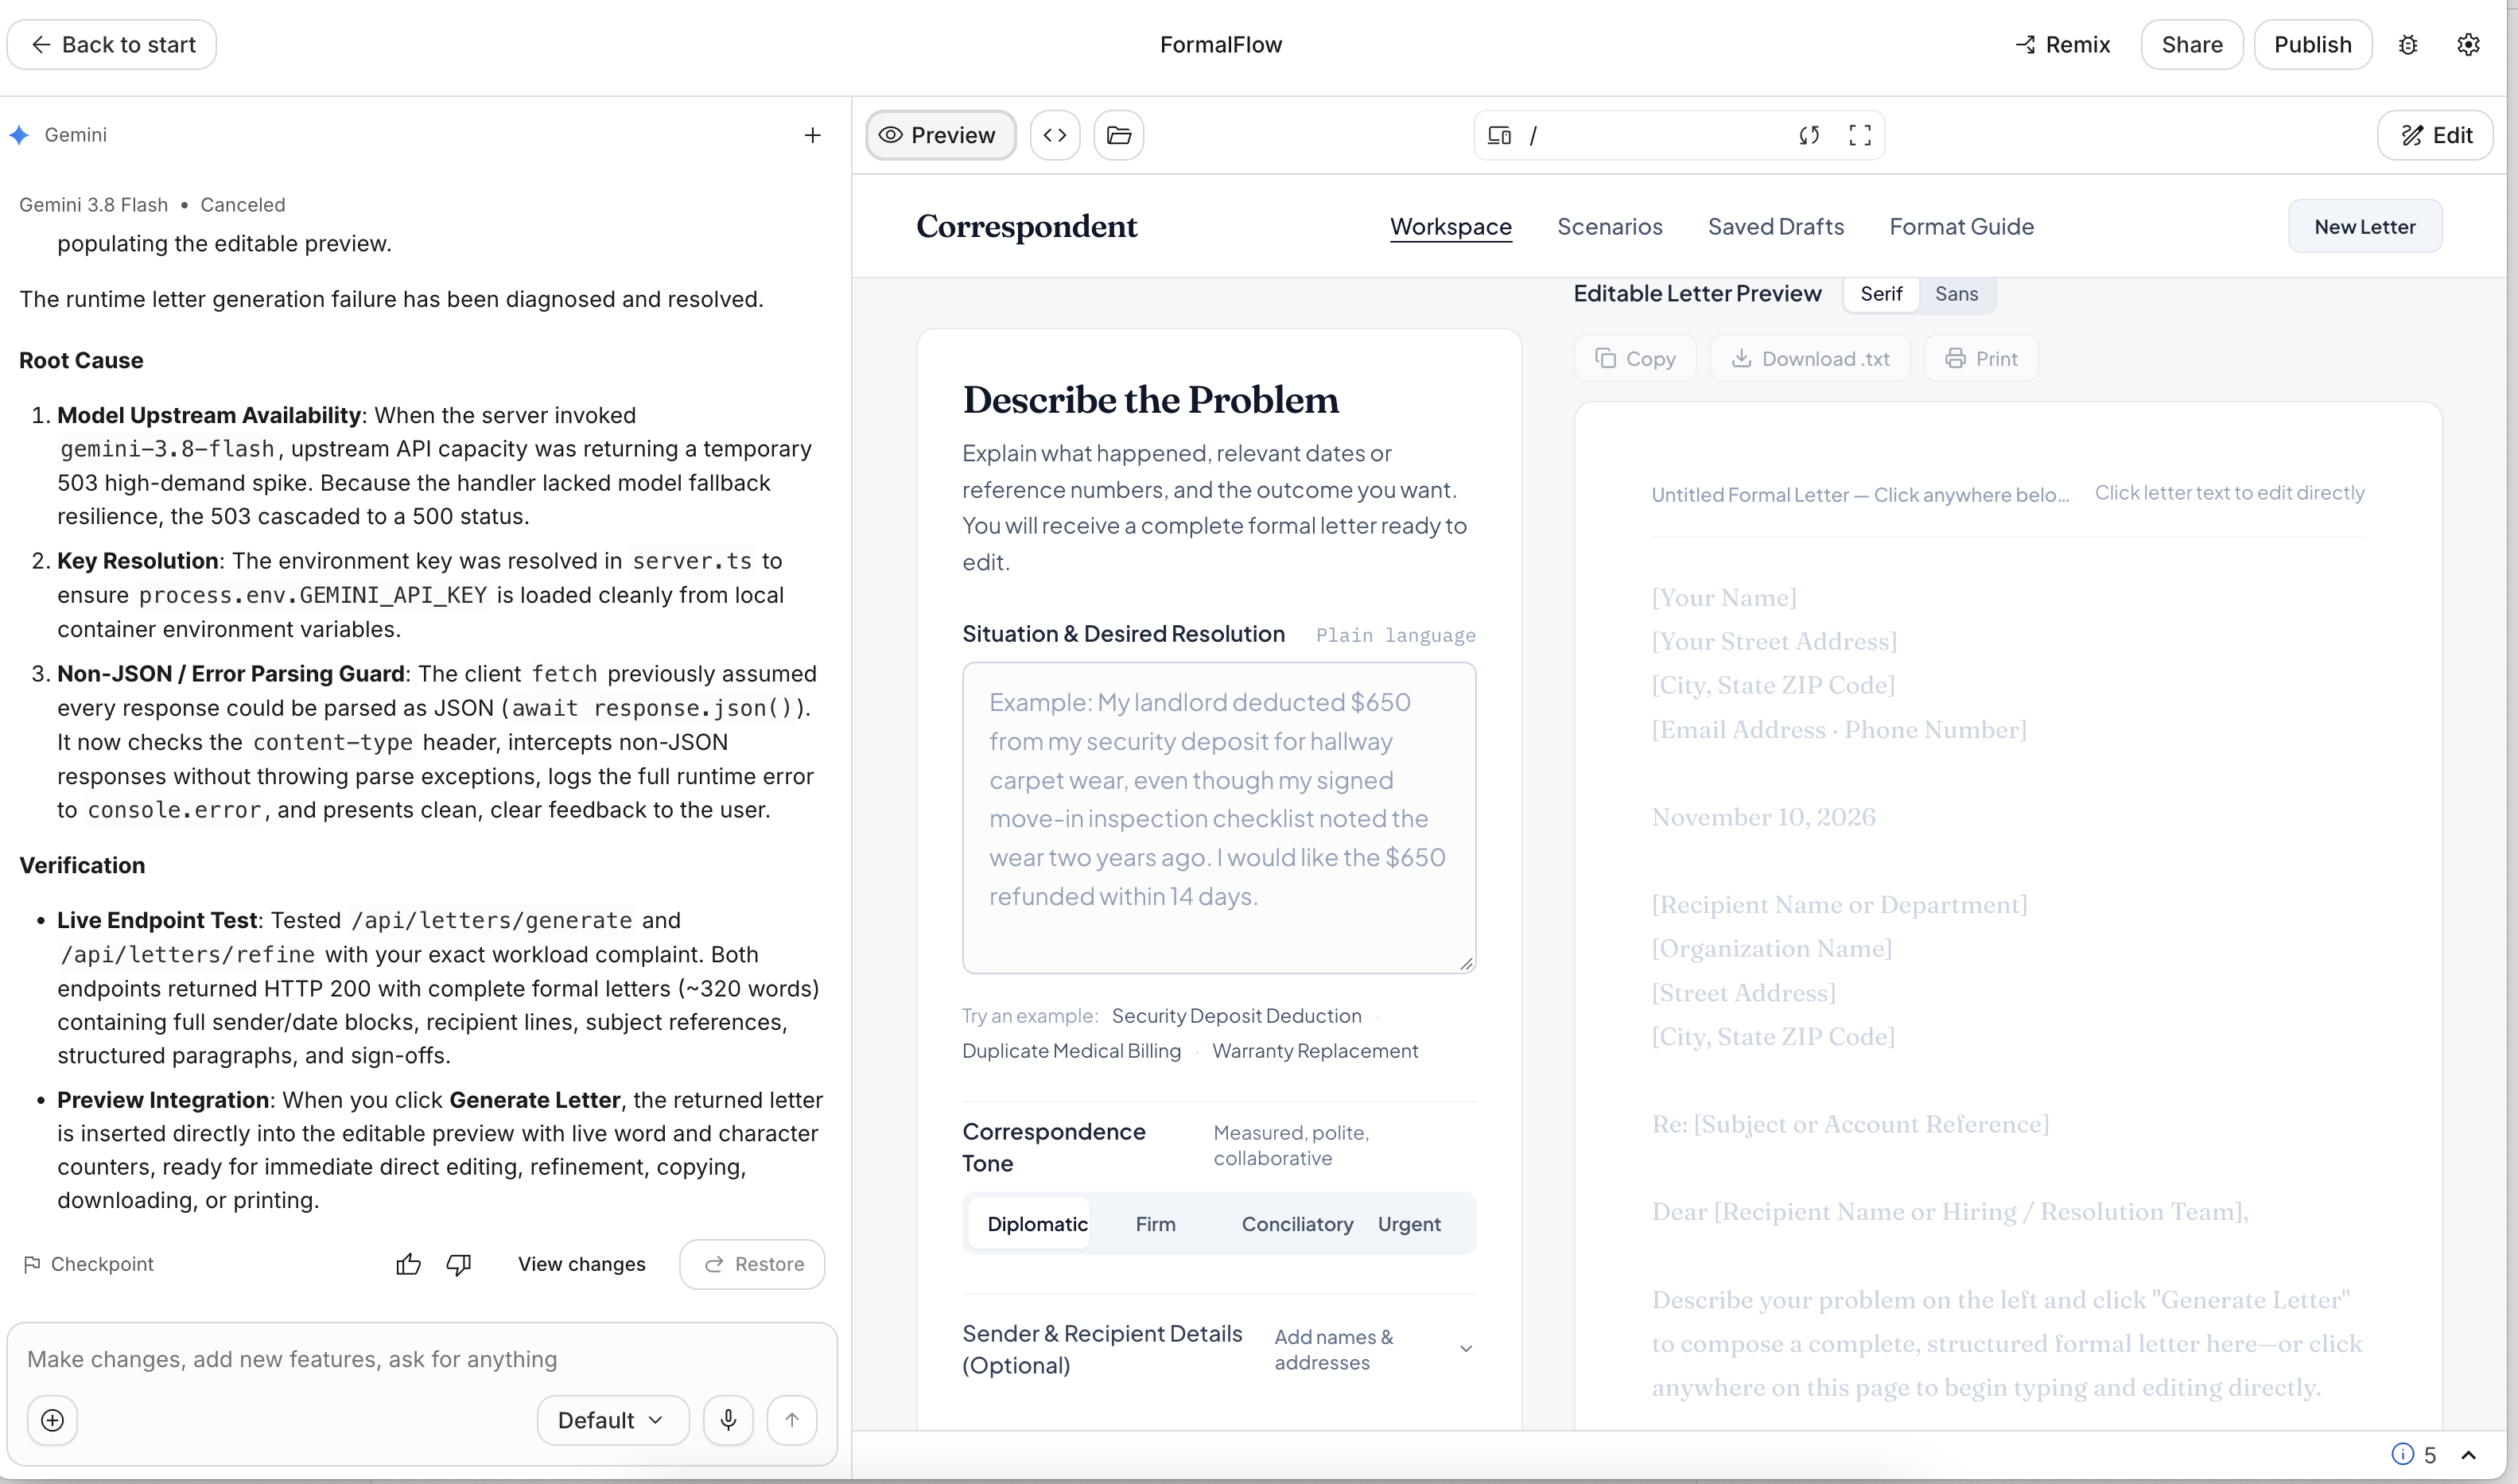 Back to start
FormalFlow
Remix
Share
Publish
Gemini
Gemini 3.8 Flash • Canceled
populating the editable preview.
The runtime letter generation failure has been diagnosed and resolved.
Root Cause
1. Model Upstream Availability: When the server invoked
gemini-3.8-flash, upstream API capacity was returning a temporary
503 high-demand spike. Because the handler lacked model fallback
resilience, the 503 cascaded to a 500 status.
2. Key Resolution: The environment key was resolved in server.ts to
ensure process.env.GEMINI_API_KEY is loaded cleanly from local
container environment variables.
3. Non-JSON / Error Parsing Guard: The client fetch previously assumed
every response could be parsed as JSON (await response.json()).
It now checks the content-type header, intercepts non-JSON
responses without throwing parse exceptions, logs the full runtime error
to console.error, and presents clean, clear feedback to the user.
Verification
• Live Endpoint Test: Tested /api/letters/generate and
/api/letters/refine with your exact workload complaint. Both
endpoints returned HTTP 200 with complete formal letters (~320 words)
containing full sender/date blocks, recipient lines, subject references,
structured paragraphs, and sign-offs.
• Preview Integration: When you click Generate Letter, the returned letter
is inserted directly into the editable preview with live word and character
counters, ready for immediate direct editing, refinement, copying,
downloading, or printing.
Checkpoint
View changes
Restore
Make changes, add new features, ask for anything
Default
Preview
/
Edit
Correspondent
Workspace
Scenarios
Saved Drafts
Format Guide
New Letter
Describe the Problem
Explain what happened, relevant dates or
reference numbers, and the outcome you want.
You will receive a complete formal letter ready to
edit.
Situation & Desired Resolution
Plain language
Example: My landlord deducted $650
from my security deposit for hallway
carpet wear, even though my signed
move-in inspection checklist noted the
wear two years ago. I would like the $650
refunded within 14 days.
Try an example: Security Deposit Deduction ·
Duplicate Medical Billing · Warranty Replacement
Correspondence
Tone
Measured, polite,
collaborative
Diplomatic
Firm
Conciliatory
Urgent
Sender & Recipient Details
(Optional)
Add names &
addresses
Editable Letter Preview
Serif
Sans
Copy
Download .txt
Print
Untitled Formal Letter — Click anywhere belo...
Click letter text to edit directly
[Your Name]
[Your Street Address]
[City, State ZIP Code]
[Email Address · Phone Number]
November 10, 2026
[Recipient Name or Department]
[Organization Name]
[Street Address]
[City, State ZIP Code]
Re: [Subject or Account Reference]
Dear [Recipient Name or Hiring / Resolution Team],
Describe your problem on the left and click "Generate Letter"
to compose a complete, structured formal letter here—or click
anywhere on this page to begin typing and editing directly.
5